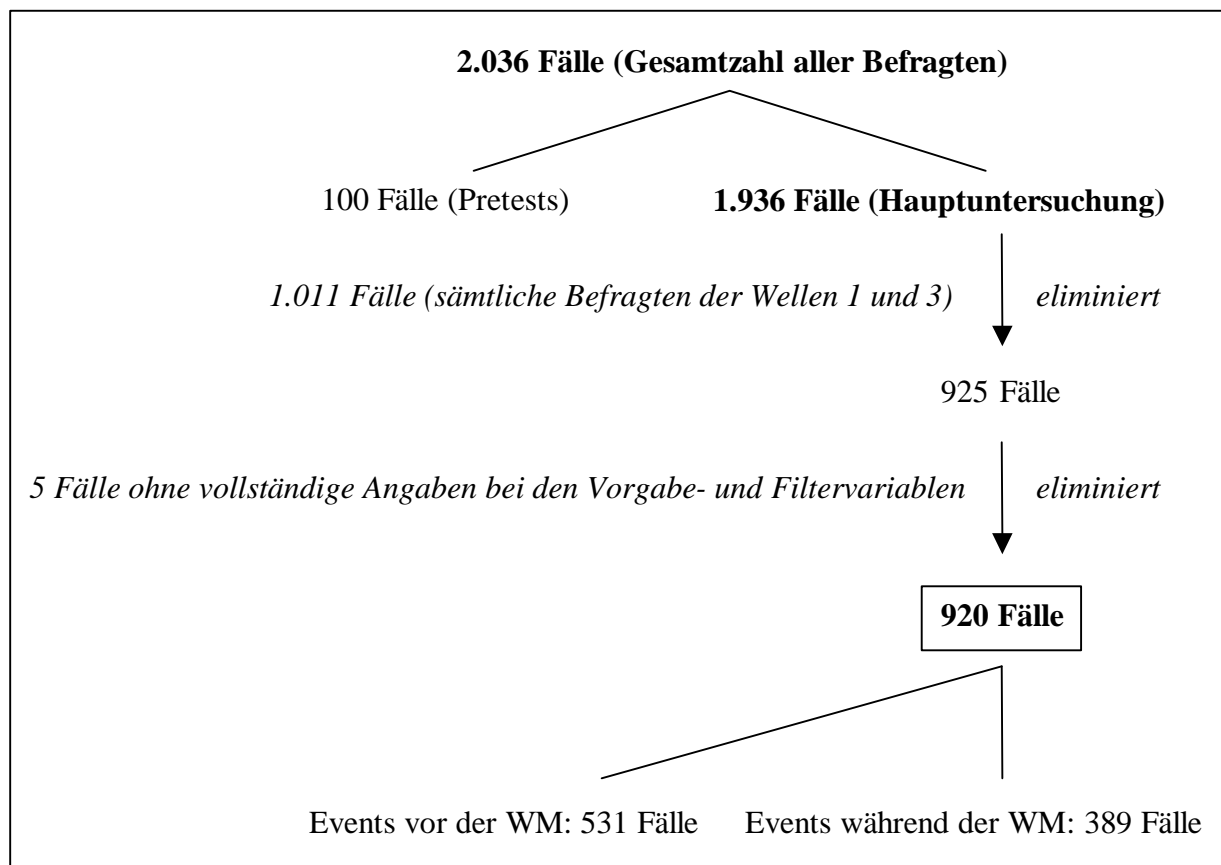 2.036 Fälle (Gesamtzahl aller Befragten)
100 Fälle (Pretests) 1.936 Fälle (Hauptuntersuchung)
1.011 Fälle (sämtliche Befragten der Wellen 1 und 3) eliminiert
925 Fälle
5 Fälle ohne vollständige Angaben bei den Vorgabe- und Filtervariablen eliminiert
920 Fälle
Events vor der WM: 531 Fälle Events während der WM: 389 Fälle